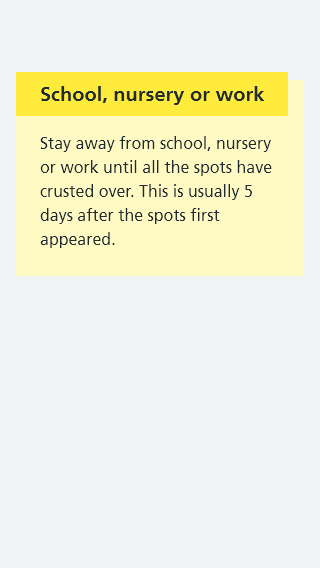 School, nursery or work
Stay away from school, nursery
or work until all the spots have
crusted over. This is usually 5
days after the spots first
appeared.